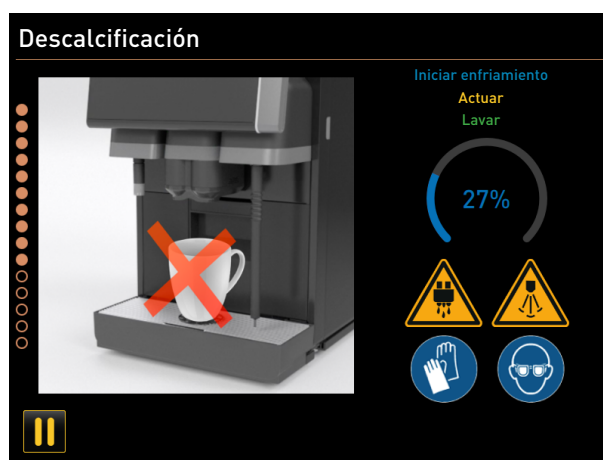 Descalcificación
Iniciar enfriamiento
Actuar
Lavar
27%